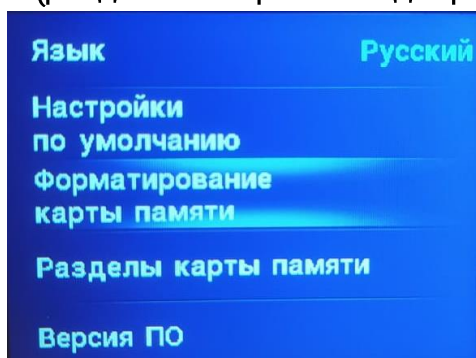 Язык Русский
Настройки
по умолчанию
Форматирование
карты памяти
Разделы карты памяти
Версия ПО